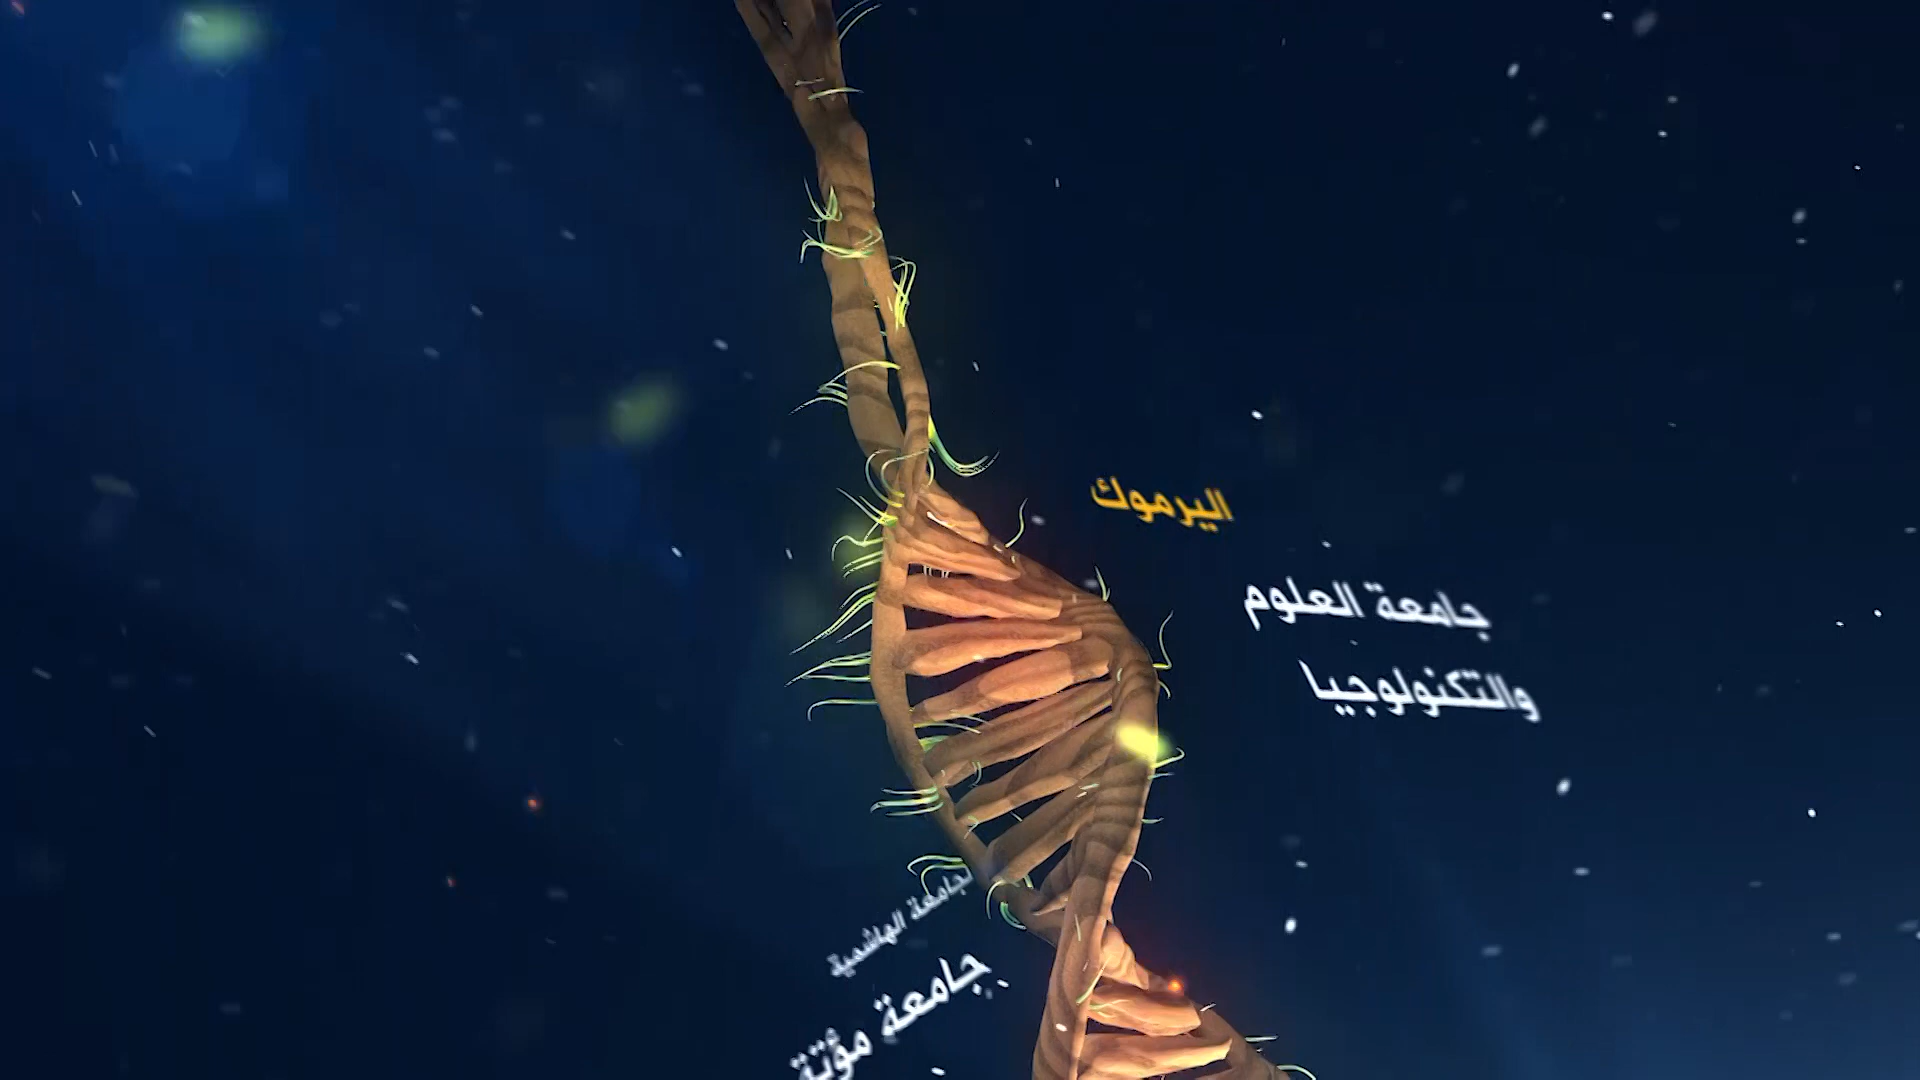 اليرموك
جامعة العلوم
والتكنولوجيا
الجامعة الهاشمية
جامعة مؤتة